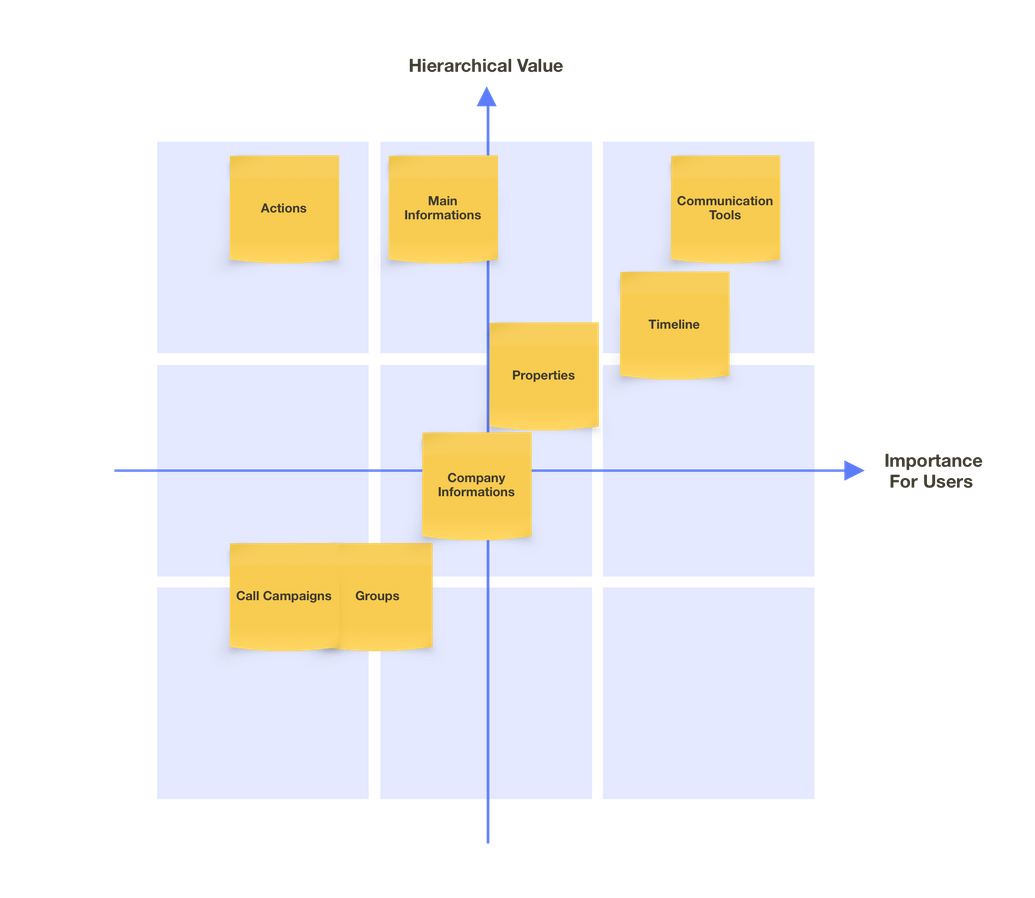 Hierarchical Value
Actions
Main
Informations
Communication
Tools
Timeline
Properties
Importance
For Users
Company
Informations
Call Campaigns
Groups